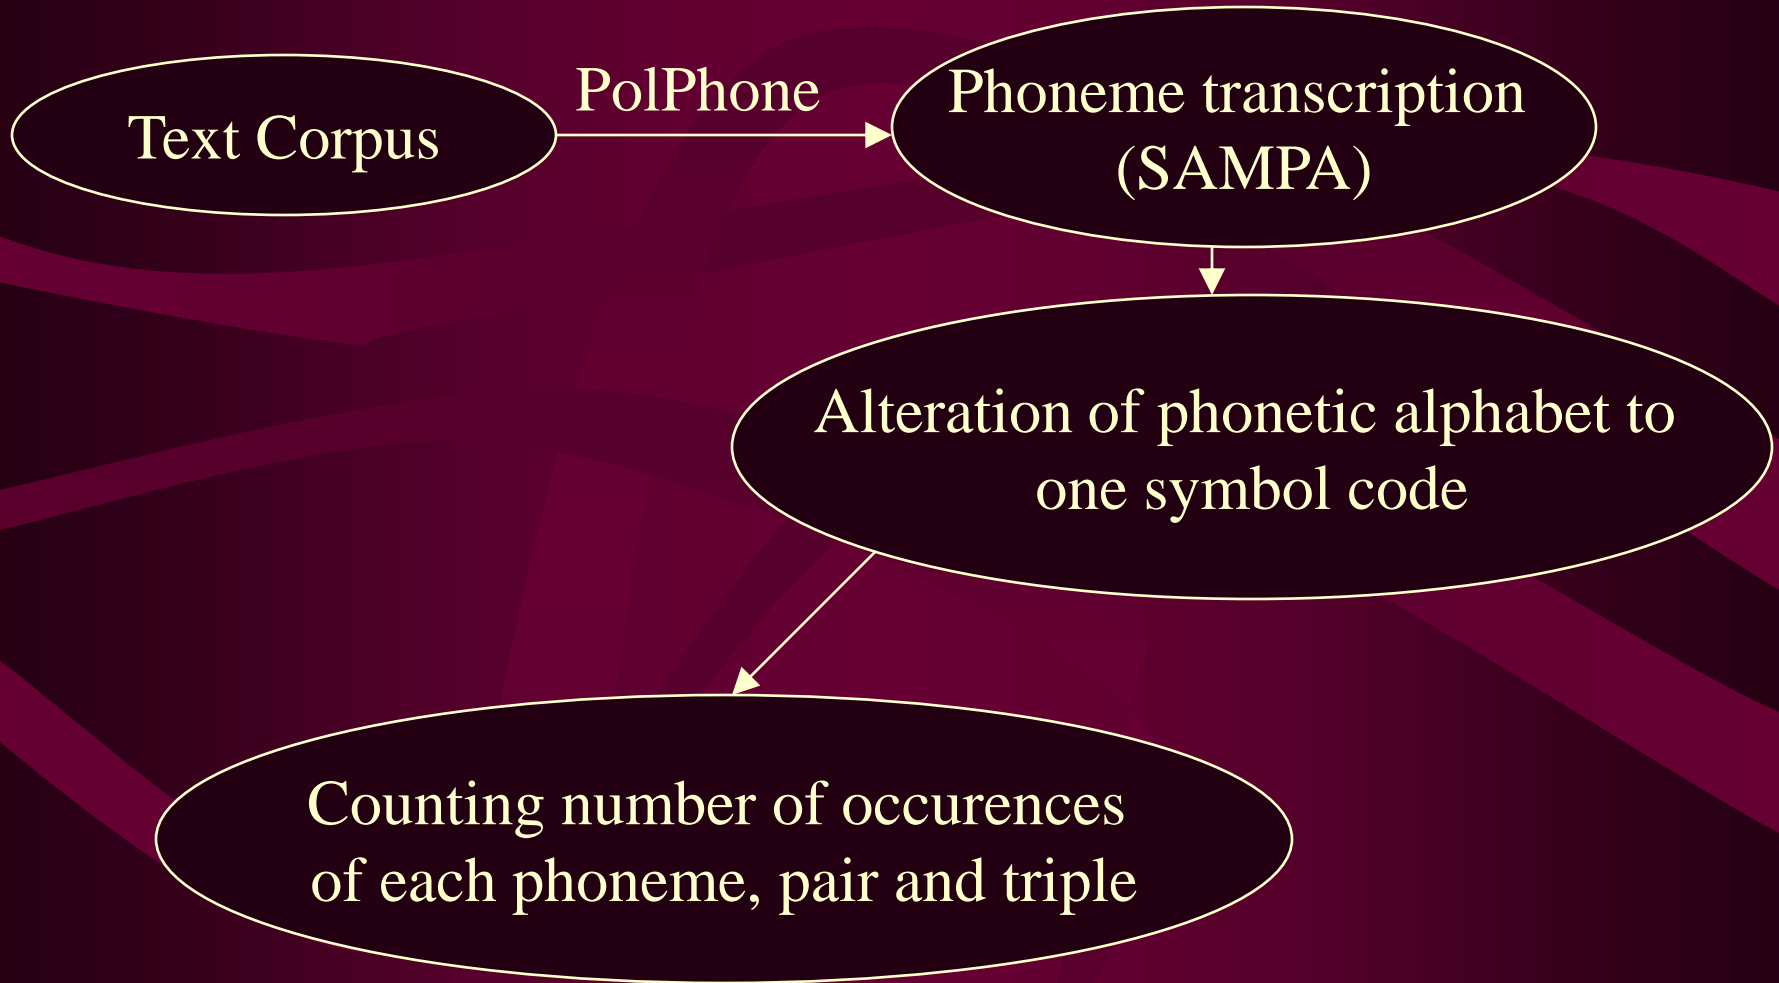 Text Corpus
PolPhone
Phoneme transcription
(SAMPA)
Alteration of phonetic alphabet to
one symbol code
Counting number of occurences
of each phoneme, pair and triple